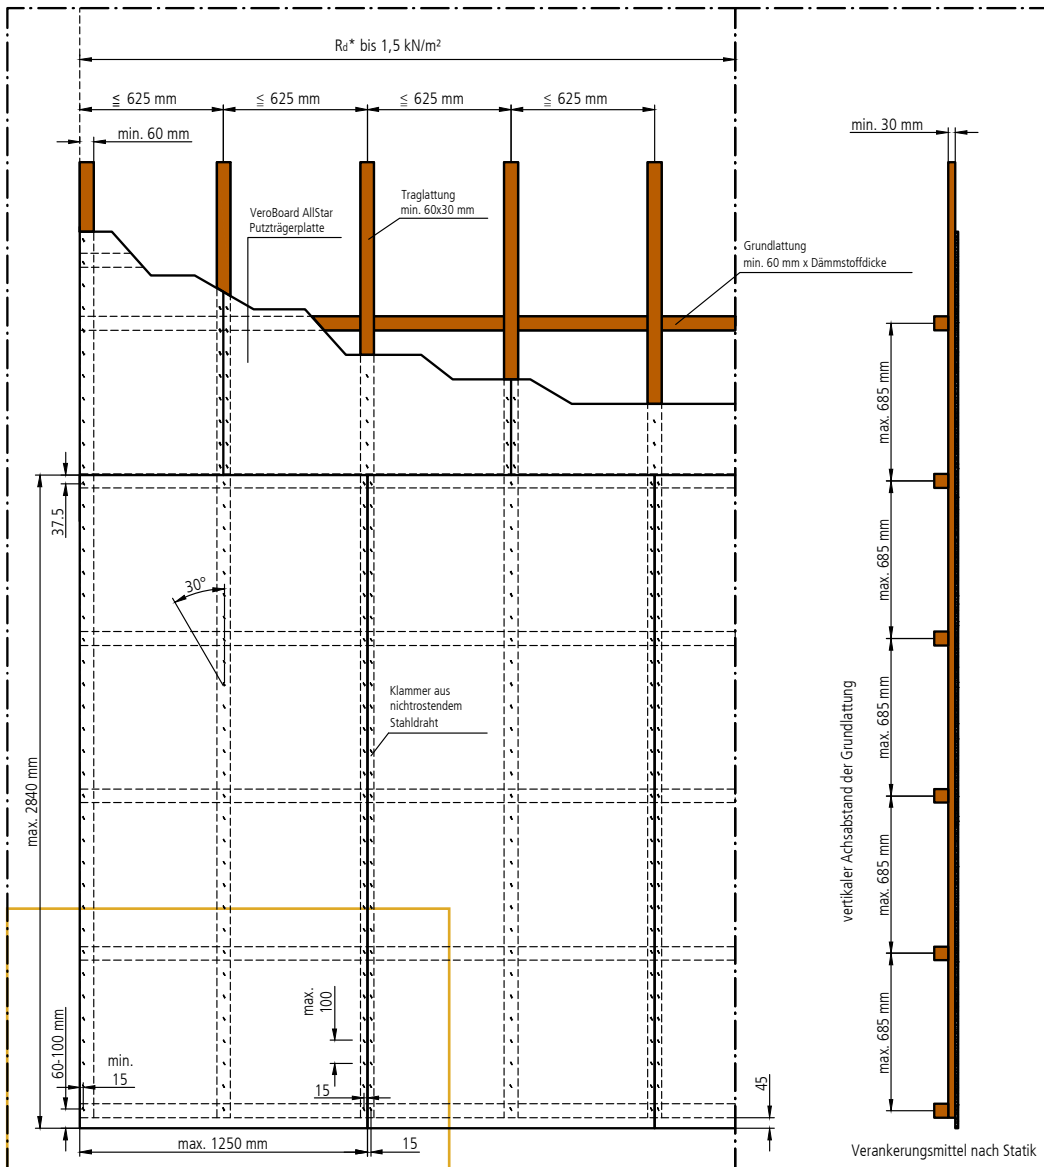 Rd* bis 1,5 kN/m²
≦ 625 mm
≦ 625 mm
≦ 625 mm
≦ 625 mm
min. 60 mm
min. 30 mm
VeroBoard AllStar
Putzträgerplatte
Traglattung
min. 60x30 mm
Grundlattung
min. 60 mm x Dämmstoffdicke
max. 685 mm
max. 685 mm
max. 685 mm
max. 685 mm
max. 685 mm
vertikaler Achsabstand der Grundlattung
37.5
30°
max. 2840 mm
Klammer aus
nichtrostendem
Stahldraht
max.
100
60-100 mm
min.
15
15
45
max. 1250 mm
15
Verankerungsmittel nach Statik